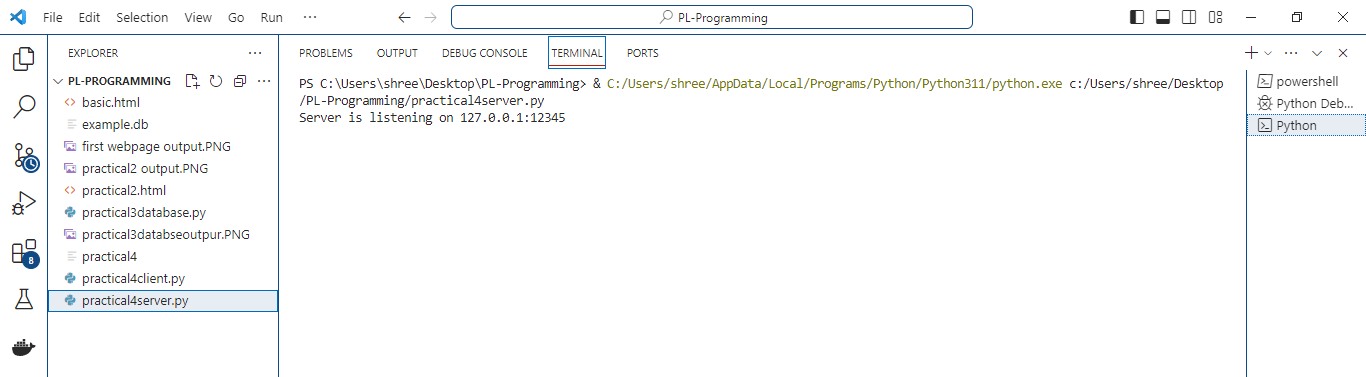 File Edit Selection View Go Run ... PL-Programming
EXPLORER ...
PL-PROGRAMMING ...
basic.html
example.db
first webpage output.PNG
practical2 output.PNG
practical2.html
practical3database.py
practical3databseoutpur.PNG
practical4
practical4client.py
practical4server.py
8
PROBLEMS OUTPUT DEBUG CONSOLE TERMINAL PORTS ...
PS C:\Users\shree\Desktop\PL-Programming> & C:/Users/shree/AppData/Local/Programs/Python/Python311/python.exe c:/Users/shree/Desktop
/PL-Programming/practical4server.py
Server is listening on 127.0.0.1:12345
powershell
Python Deb...
Python